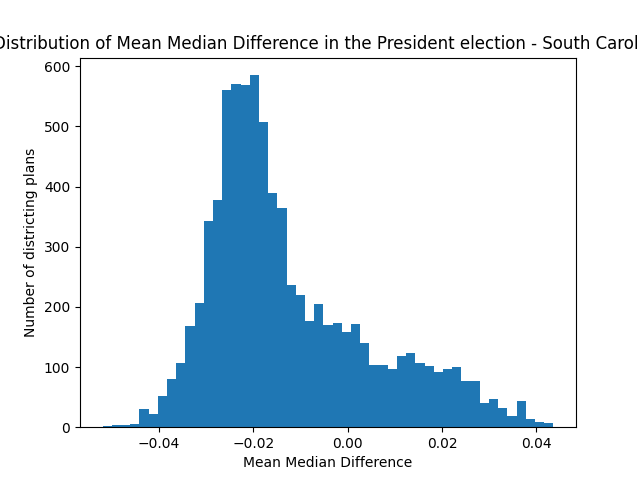 Distribution of Mean Median Difference in the President election - South Carol
600
500
400
300
200
100
0
Number of districting plans
−0.04 −0.02 0.00 0.02 0.04
Mean Median Difference